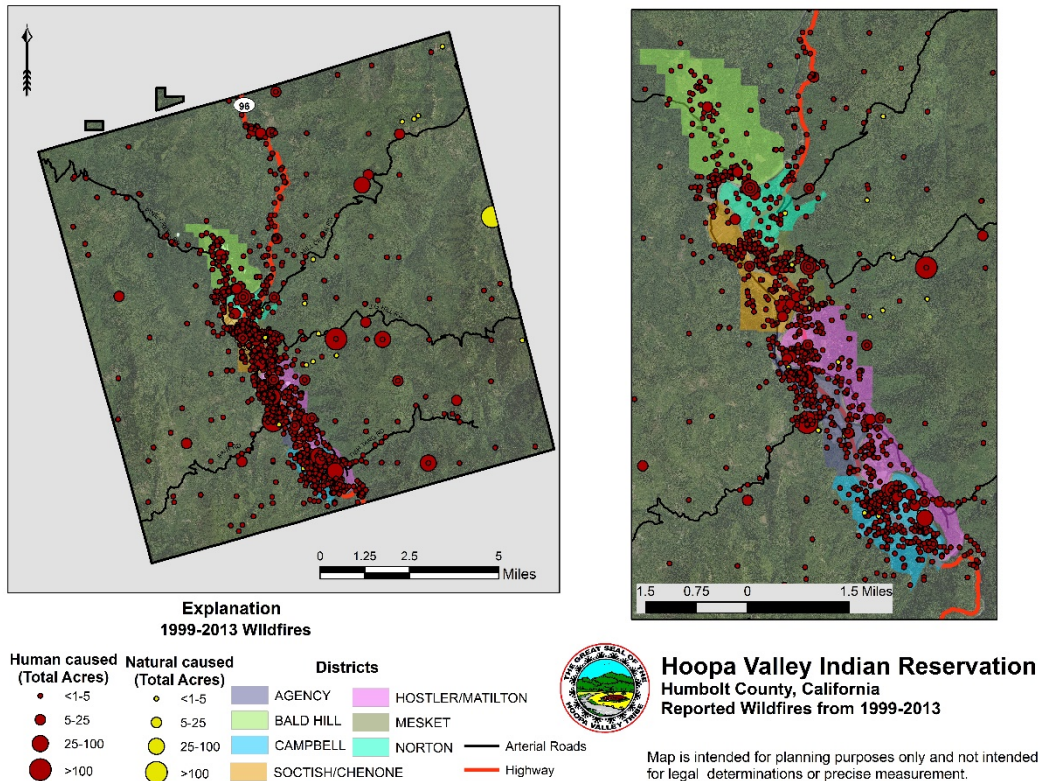 96
0 1.25 2.5 5
Miles
1.5 0.75 0 1.5 Miles
Explanation
1999-2013 WIldfires
Human caused
(Total Acres)
<1-5
5-25
25-100
>100
Natural caused
(Total Acres)
<1-5
5-25
25-100
>100
Districts
AGENCY
BALD HILL
CAMPBELL
SOCTISH/CHENONE
HOSTLER/MATILTON
MESKET
NORTON
Arterial Roads
Highway
THE GREAT SEAL OF THE
HOOPA VALLEY TRIBE
Hoopa Valley Indian Reservation
Humbolt County, California
Reported Wildfires from 1999-2013
Map is intended for planning purposes only and not intended
for legal determinations or precise measurement.